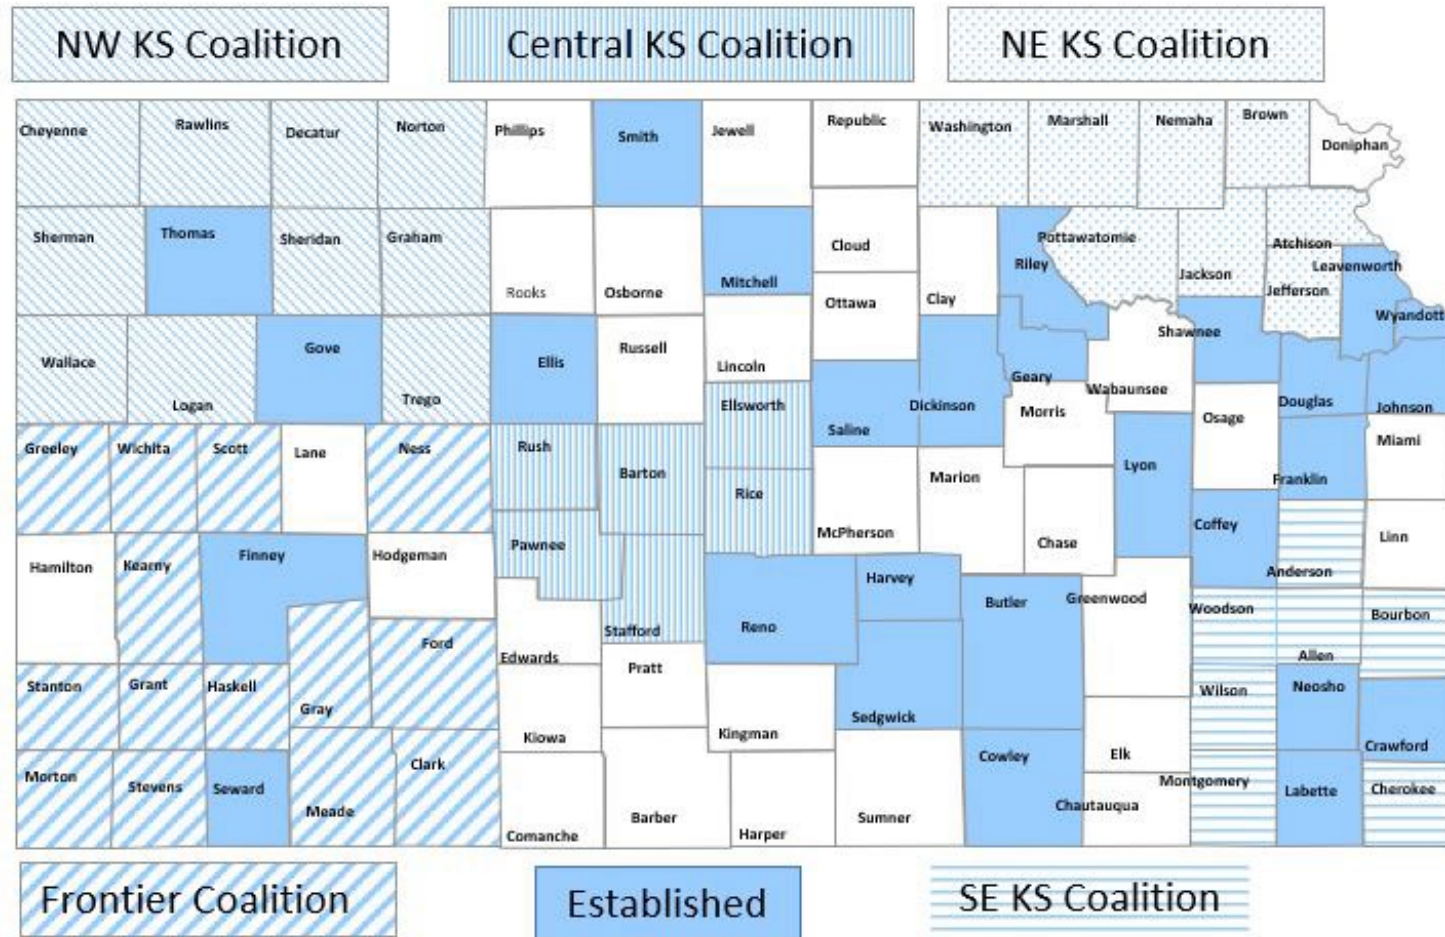 NW KS Coalition
Central KS Coalition
NE KS Coalition
Cheyenne
Rawlins
Decatur
Norton
Phillips
Smith
Jewell
Republic
Washington
Marshall
Nemaha
Brown
Doniphan
Sherman
Thomas
Sheridan
Graham
Rooks
Osborne
Mitchell
Cloud
Clay
Riley
Pottawatomie
Jackson
Atchison
Leavenworth
Jefferson
Wyandott
Ottawa
Shawnee
Wallace
Logan
Gove
Trego
Ellis
Russell
Lincoln
Ellsworth
Saline
Dickinson
Geary
Wabaunsee
Morris
Osage
Douglas
Johnson
Greeley
Wichita
Scott
Lane
Ness
Rush
Barton
Rice
McPherson
Marion
Chase
Lyon
Coffey
Franklin
Miami
Linn
Anderson
Hamilton
Kearny
Finney
Hodgeman
Pawnee
Stafford
Edwards
Reno
Harvey
Butler
Greenwood
Woodson
Allen
Bourbon
Stanton
Grant
Haskell
Gray
Ford
Kiowa
Pratt
Kingman
Sedgwick
Cowley
Elk
Wilson
Neosho
Crawford
Morton
Stevens
Seward
Meade
Clark
Comanche
Barber
Harper
Sumner
Chautauqua
Montgomery
Labette
Cherokee
Frontier Coalition
Established
SE KS Coalition